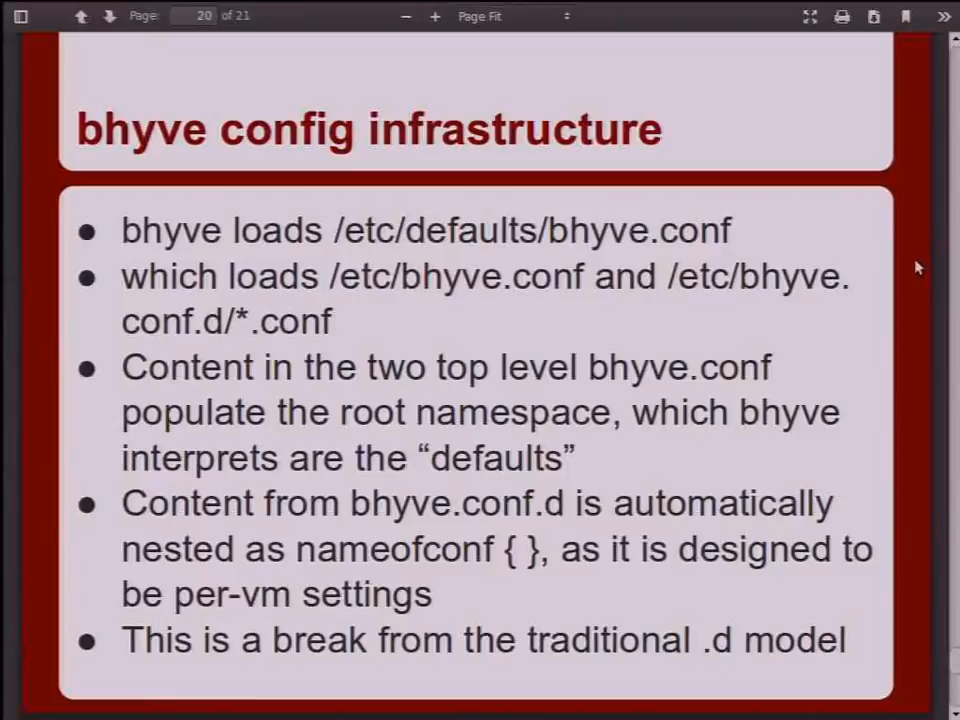 Page: 20 of 21 Page Fit
bhyve config infrastructure
● bhyve loads /etc/defaults/bhyve.conf
● which loads /etc/bhyve.conf and /etc/bhyve.
conf.d/*.conf
● Content in the two top level bhyve.conf
populate the root namespace, which bhyve
interprets are the “defaults”
● Content from bhyve.conf.d is automatically
nested as nameofconf { }, as it is designed to
be per-vm settings
● This is a break from the traditional .d model